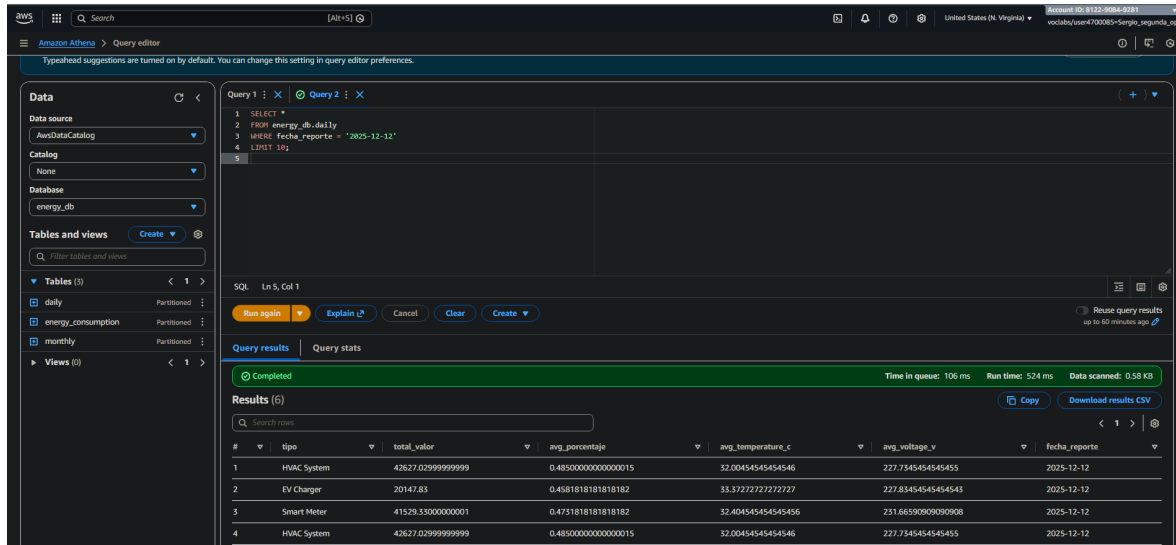 aws Search [Alt+S] United States (N. Virginia) Account ID: 8122-9084-9281
voclabs/user4700085=Sergio_segunda_op
Amazon Athena > Query editor
Typeahead suggestions are turned on by default. You can change this setting in query editor preferences.
Data
Data source
AwsDataCatalog
Catalog
None
Database
energy_db
Tables and views Create
Filter tables and views
Tables (3) < 1 >
daily Partitioned
energy_consumption Partitioned
monthly Partitioned
Views (0) < 1 >
Query 1 Query 2
1 SELECT *
2 FROM energy_db.daily
3 WHERE fecha_reporte = '2025-12-12'
4 LIMIT 10;
5
SQL Ln 5, Col 1
Run again Explain Cancel Clear Create Reuse query results
up to 60 minutes ago
Query results Query stats
Completed Time in queue: 106 ms Run time: 524 ms Data scanned: 0.58 KB
Results (6) Copy Download results CSV
Search rows < 1 >
# tipo total_valor avg_porcentaje avg_temperature_c avg_voltage_v fecha_reporte
1 HVAC System 42627.02999999999 0.48500000000000015 32.00454545454546 227.7345454545455 2025-12-12
2 EV Charger 20147.83 0.4581818181818182 33.37272727272727 227.83454545454543 2025-12-12
3 Smart Meter 41529.33000000001 0.4731818181818182 32.404545454545456 231.66590909090908 2025-12-12
4 HVAC System 42627.02999999999 0.48500000000000015 32.00454545454546 227.7345454545455 2025-12-12